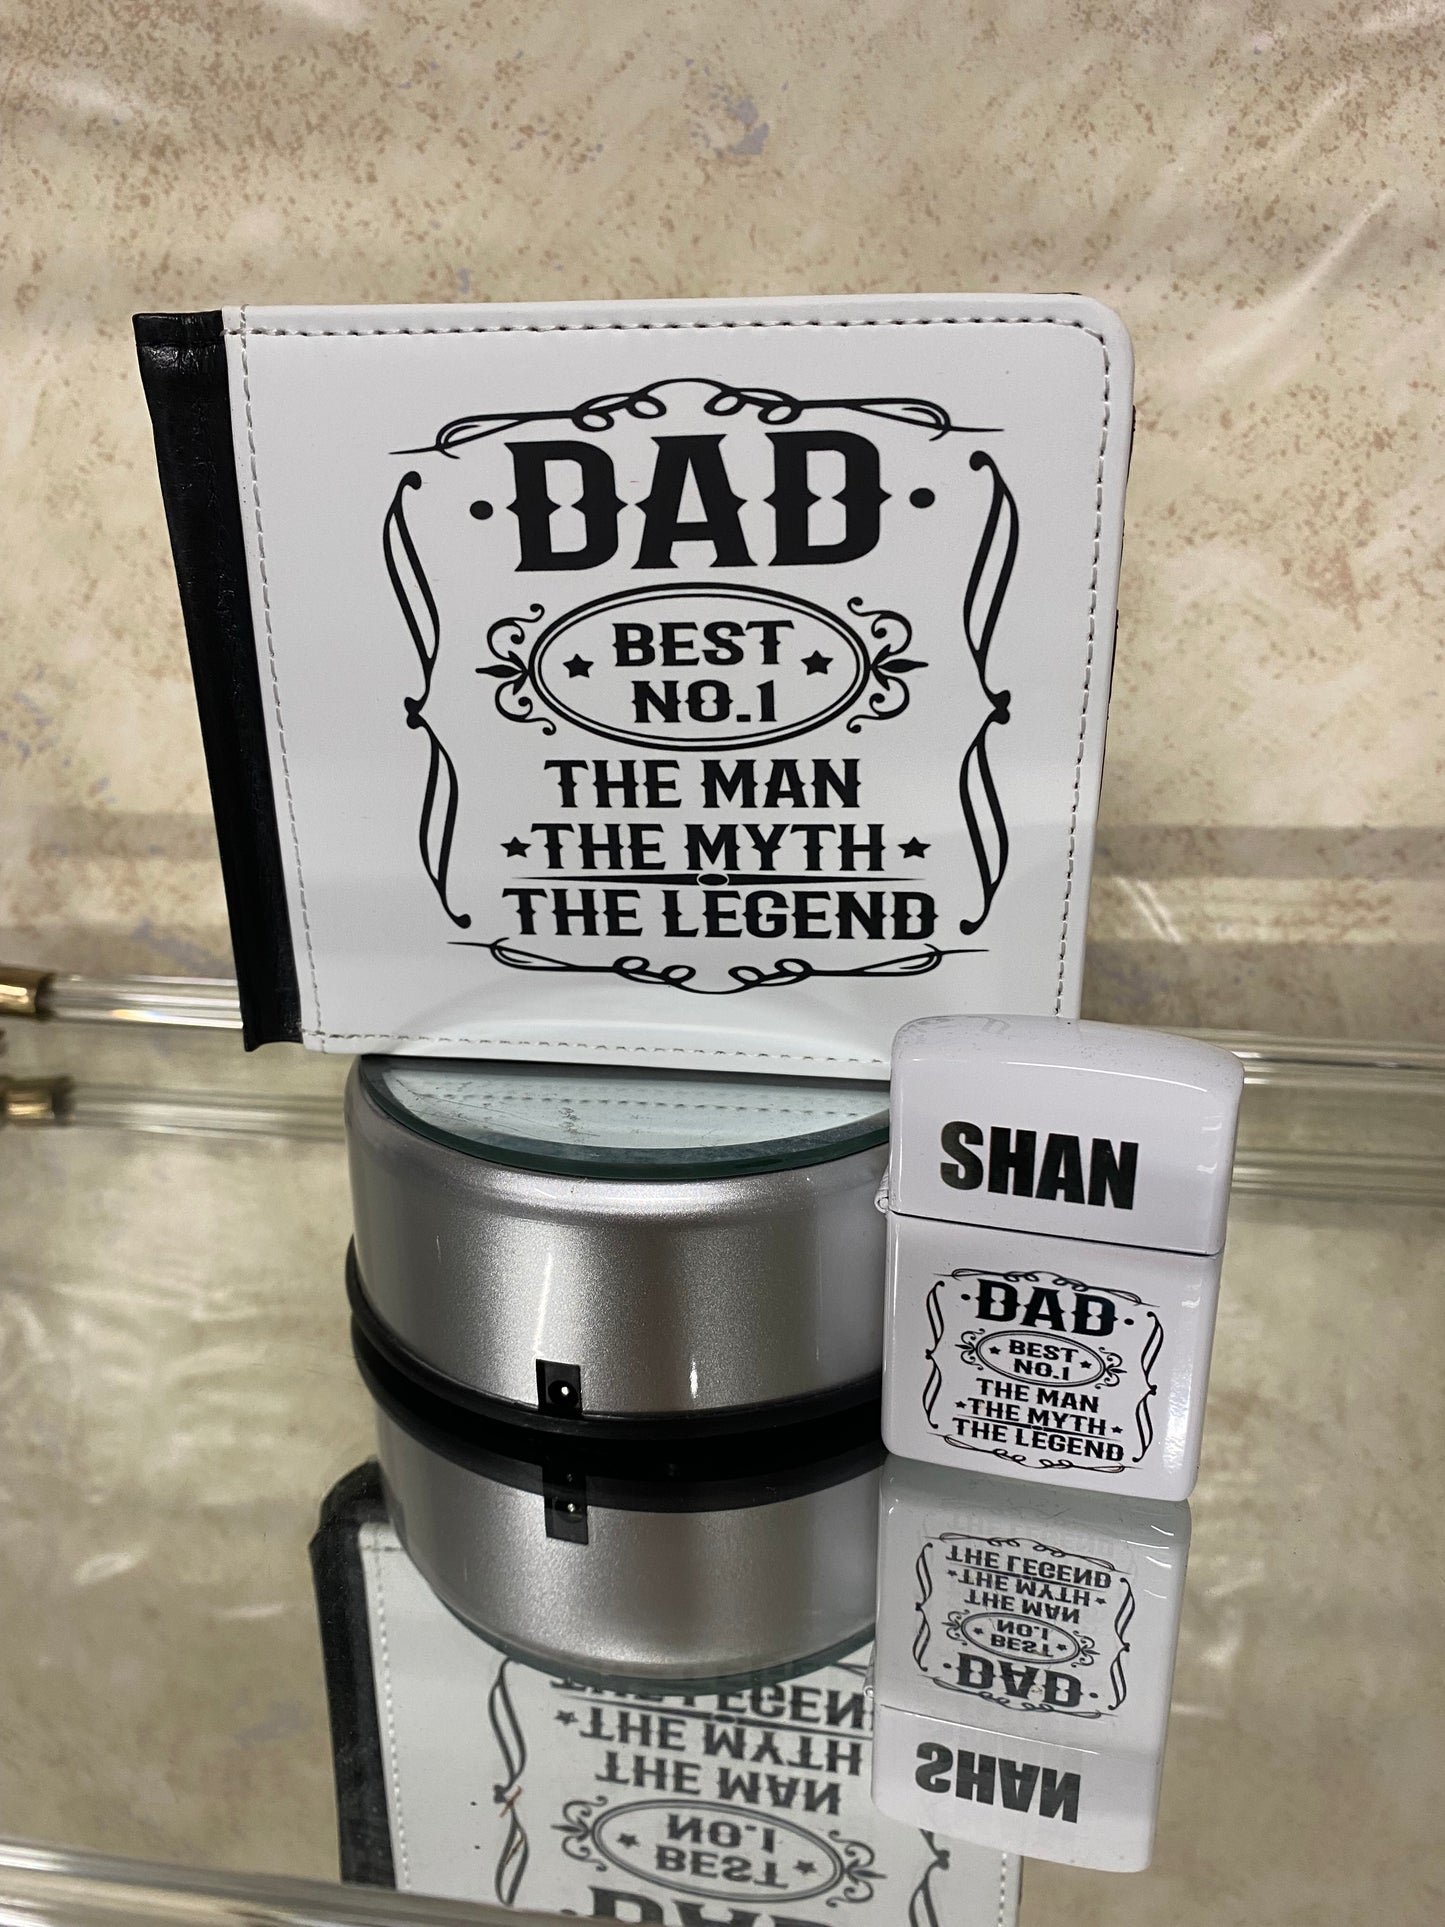 ·DAD·
BEST
NO.1
THE MAN
THE MYTH
THE LEGEND
SHAN
·DAD·
BEST
NO.1
THE MAN
THE MYTH
THE LEGEND